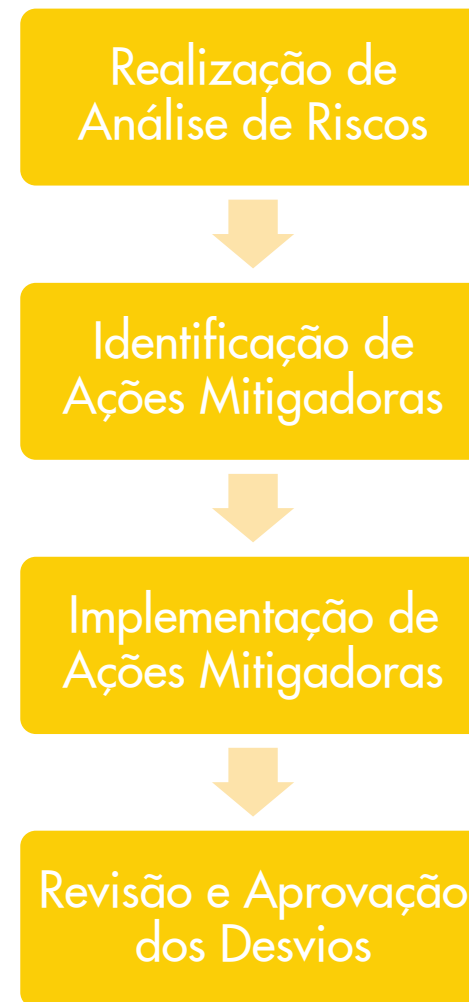 Realização de
Análise de Riscos
Identificação de
Ações Mitigadoras
Implementação de
Ações Mitigadoras
Revisão e Aprovação
dos Desvios